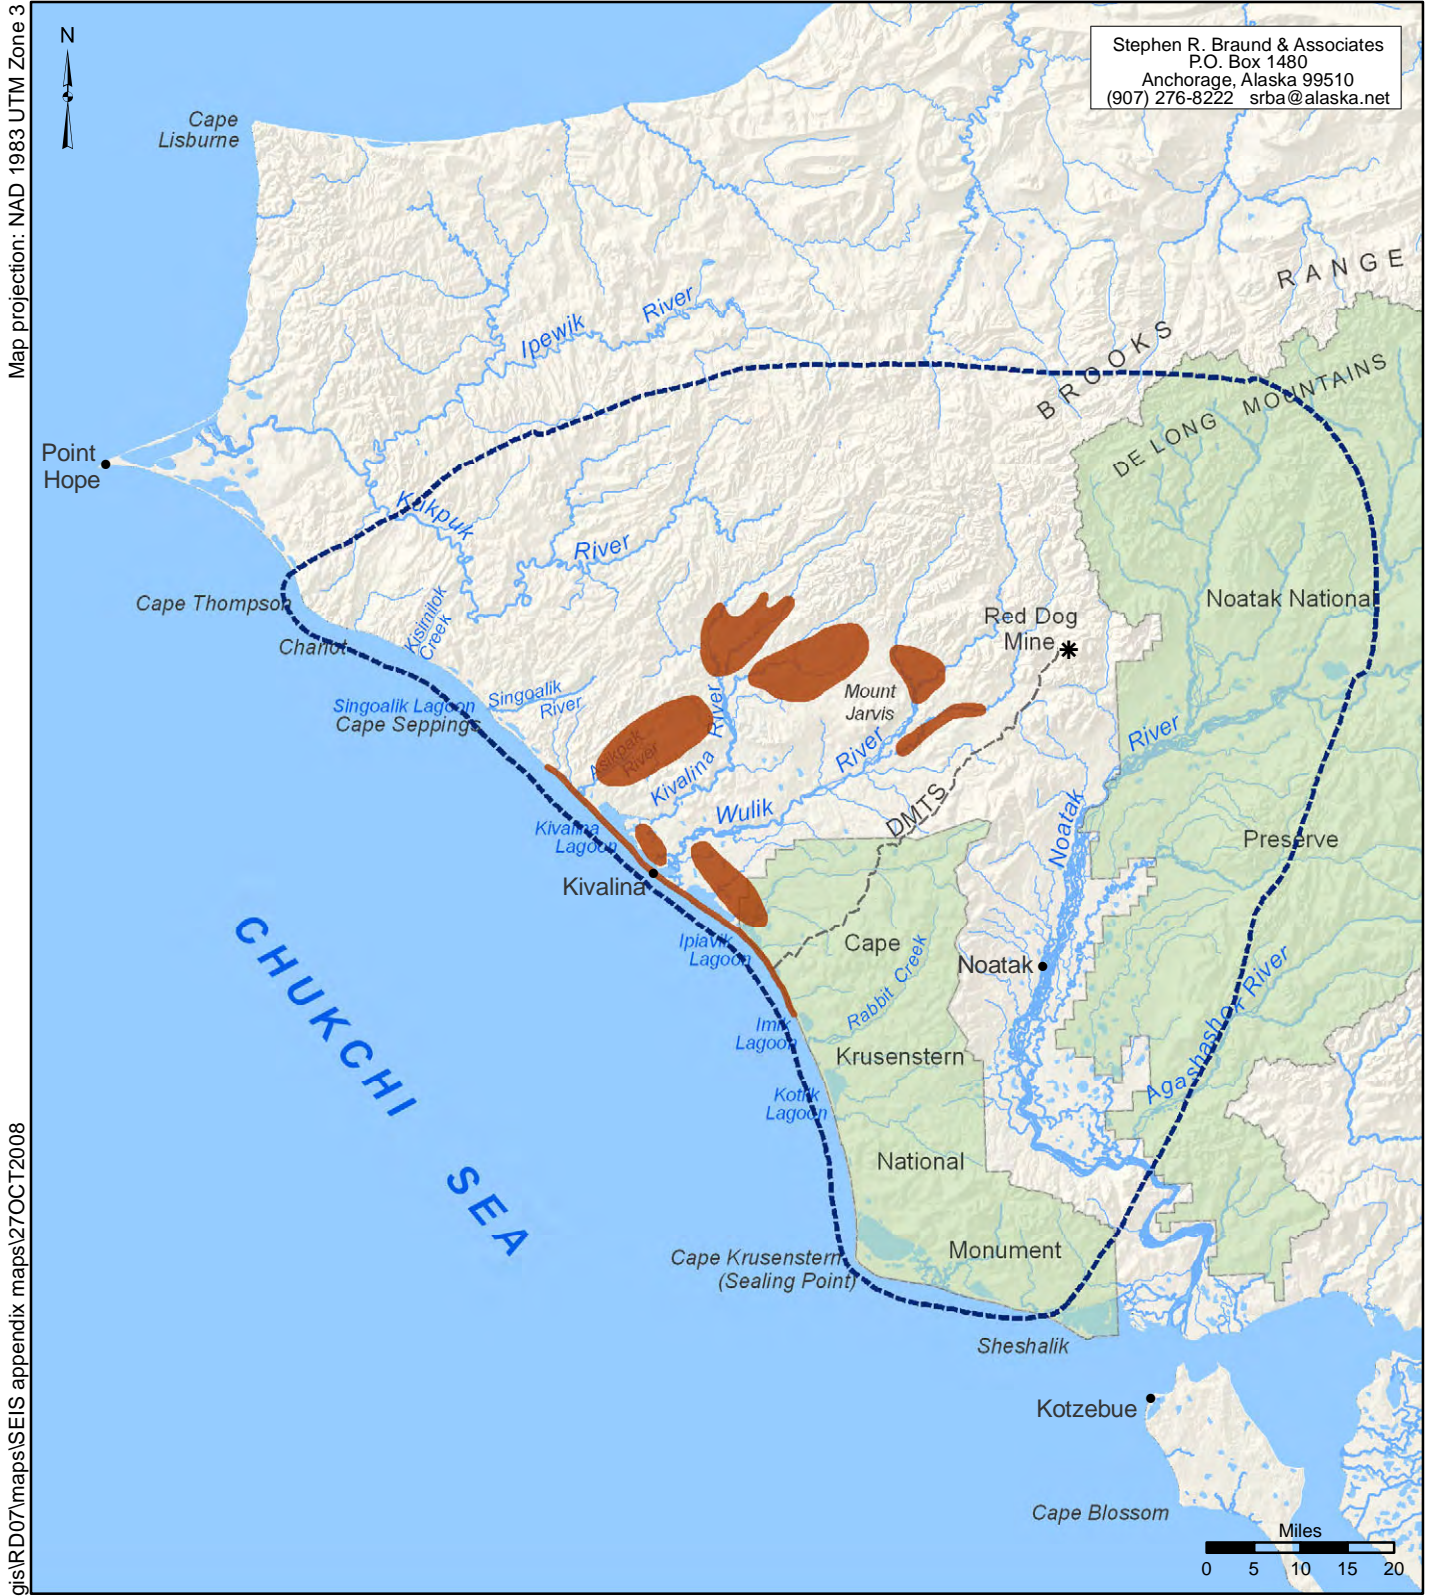 Map projection: NAD 1983 UTM Zone 3
gis\RD07\maps\SEIS appendix maps\27OCT2008
N
Stephen R. Braund & Associates
P.O. Box 1480
Anchorage, Alaska 99510
(907) 276-8222 srba@alaska.net
Cape
Lisburne
RANGE
BROOKS
Ipewik River
DE LONG MOUNTAINS
Point
Hope
Kukpuk
River
Cape Thompson
Chariot
Kisimilok
Creek
Noatak National
Red Dog
Mine
Singoalik Lagoon
Cape Seppings
Singoalik
River
Mount
Jarvis
Asikpak
River
Kivalina River
River
Wulik
River
DMTS
Noatak
Preserve
Kivalina
Lagoon
Kivalina
Ipiavik
Lagoon
Cape
Rabbit Creek
Noatak
Agashashok River
Imik
Lagoon
Krusenstern
Kotlik
Lagoon
CHUKCHI
SEA
National
Monument
Cape Krusenstern
(Sealing Point)
Sheshalik
Kotzebue
Cape Blossom
Miles
0 5 10 15 20